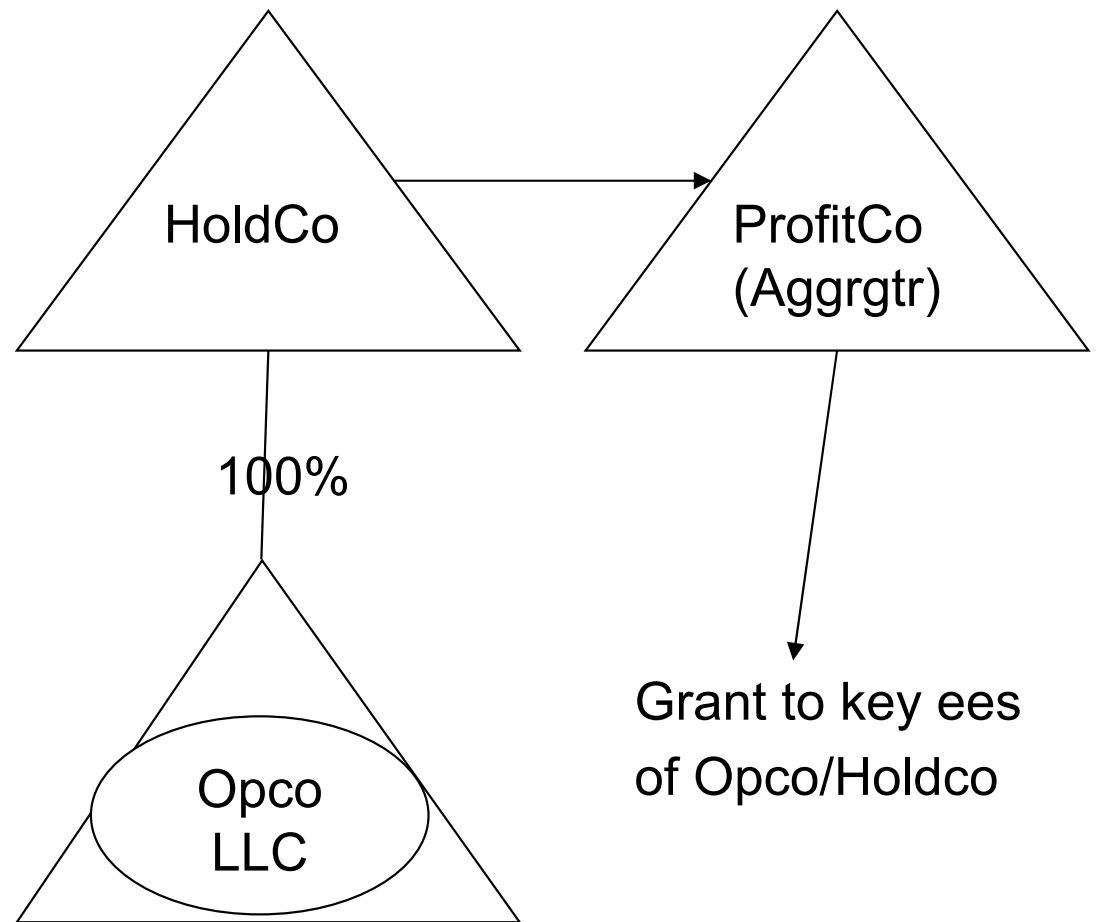 HoldCo
ProfitCo
(Aggrgtr)
100%
Grant to key ees
of Opco/Holdco
Opco
LLC